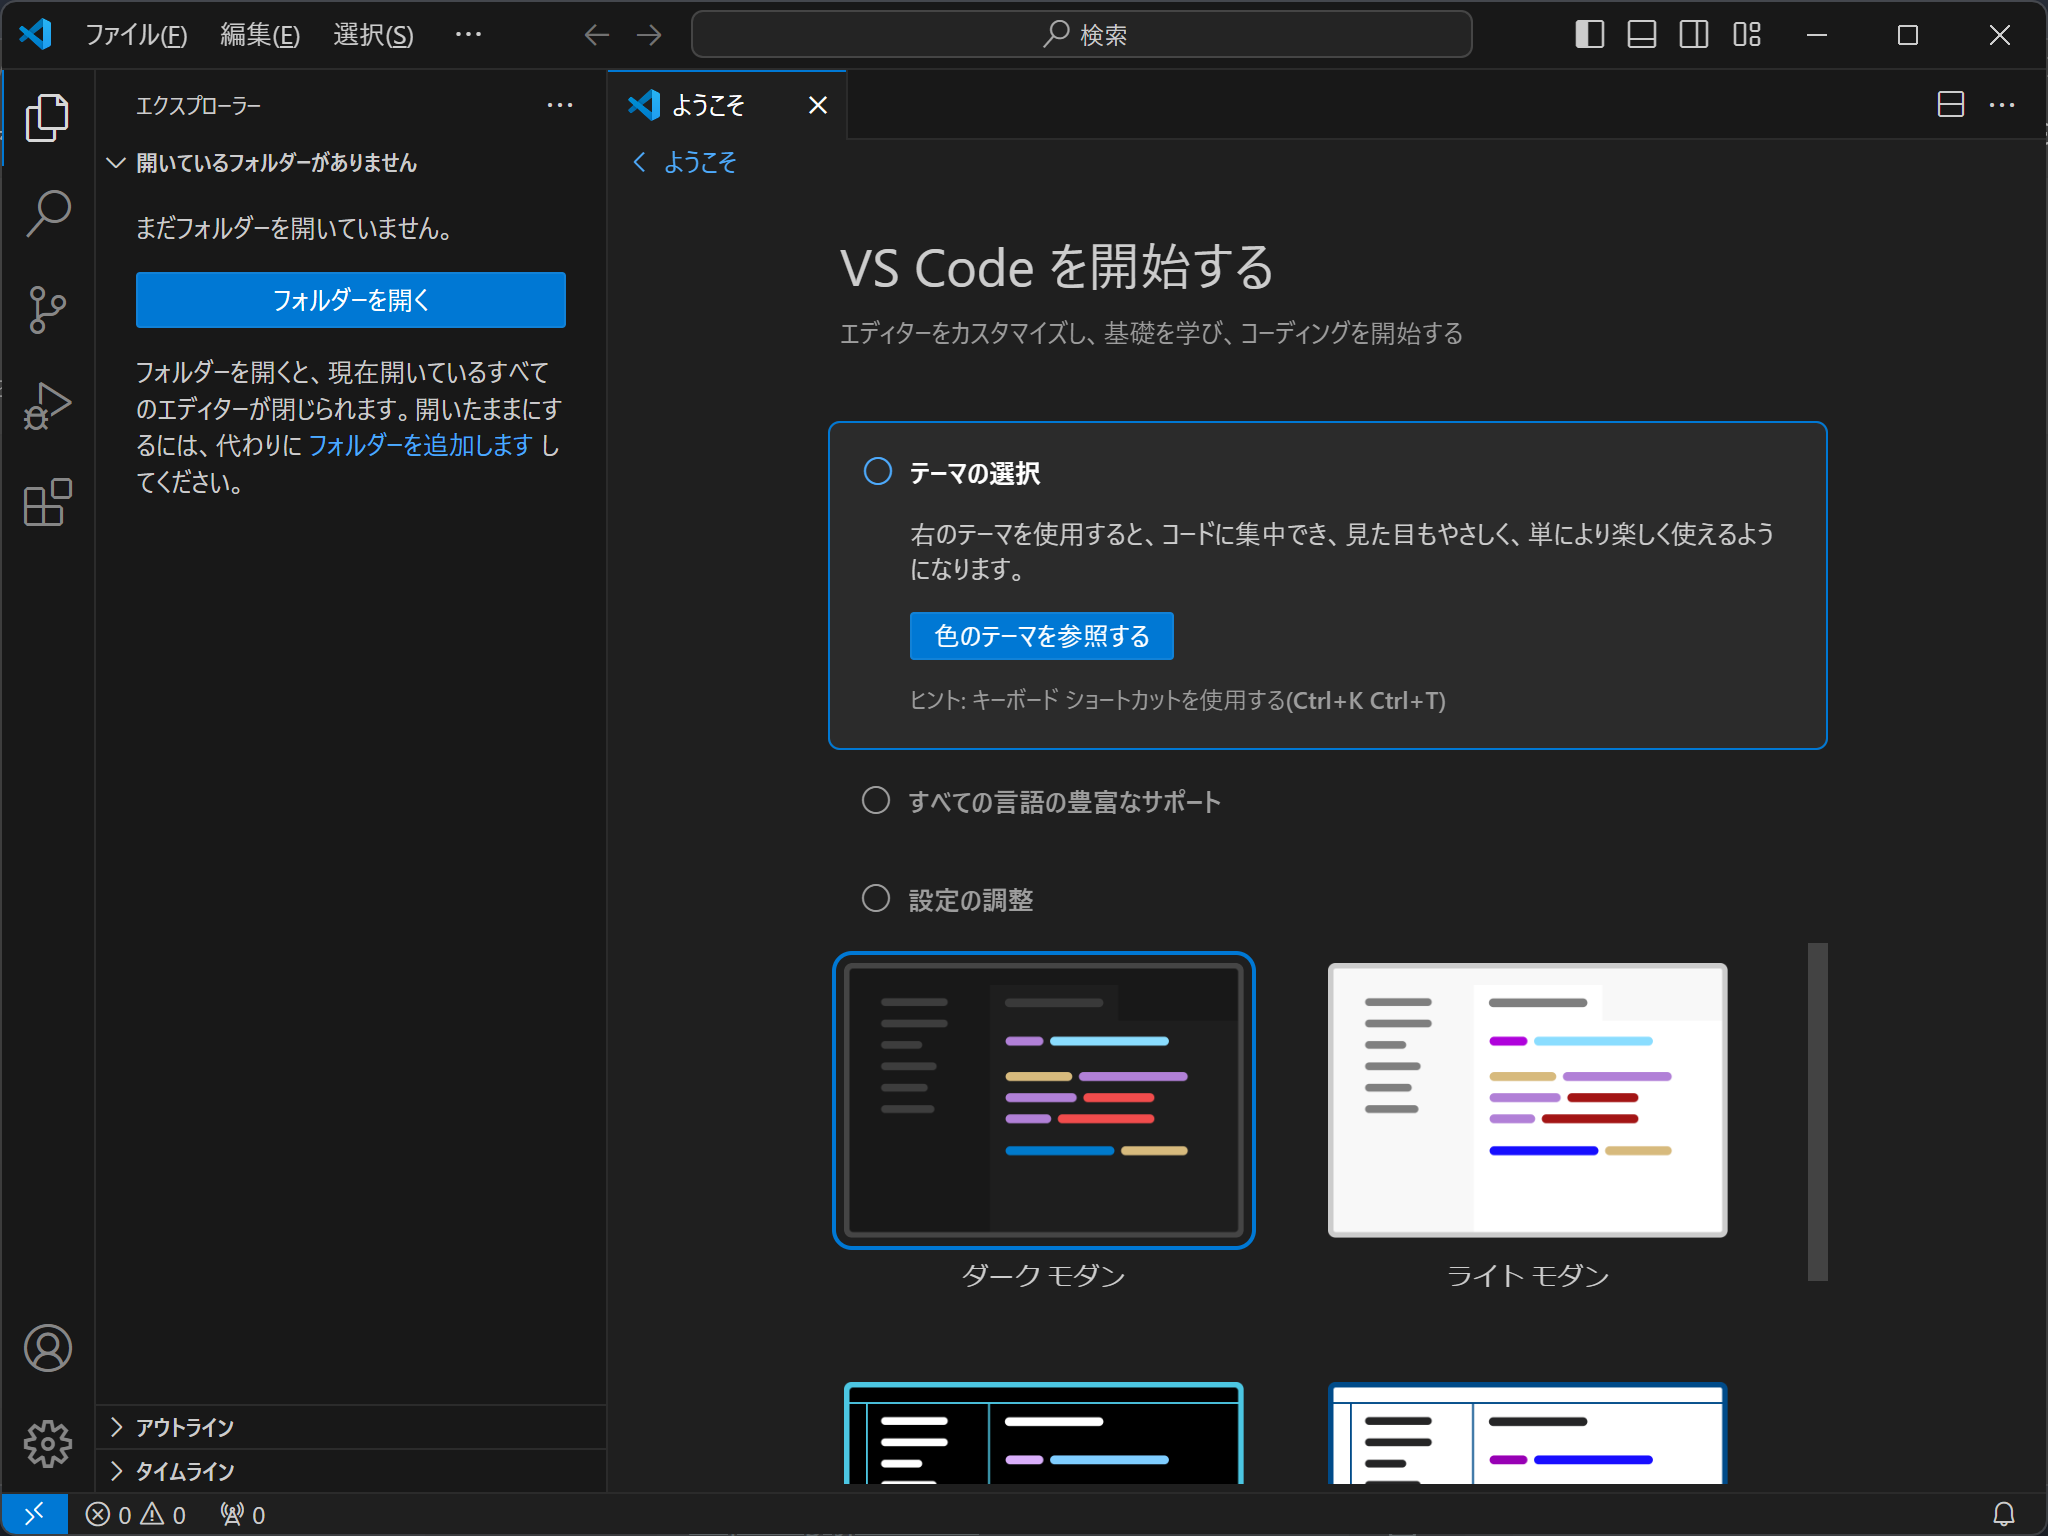 ファイル(F) 編集(E) 選択(S) ··· 検索
エクスプローラー
ようこそ
開いているフォルダーがありません
まだフォルダーを開いていません。
フォルダーを開く
フォルダーを開くと、現在開いているすべて
のエディターが閉じられます。開いたままにす
るには、代わりに フォルダーを追加します し
てください。
アウトライン
タイムライン
ようこそ
VS Code を開始する
エディターをカスタマイズし、基礎を学び、コーディングを開始する
テーマの選択
右のテーマを使用すると、コードに集中でき、見た目もやさしく、単により楽しく使えるよう
になります。
色のテーマを参照する
ヒント: キーボード ショートカットを使用する(Ctrl+K Ctrl+T)
すべての言語の豊富なサポート
設定の調整
ダーク モダン
ライト モダン
0 0 0